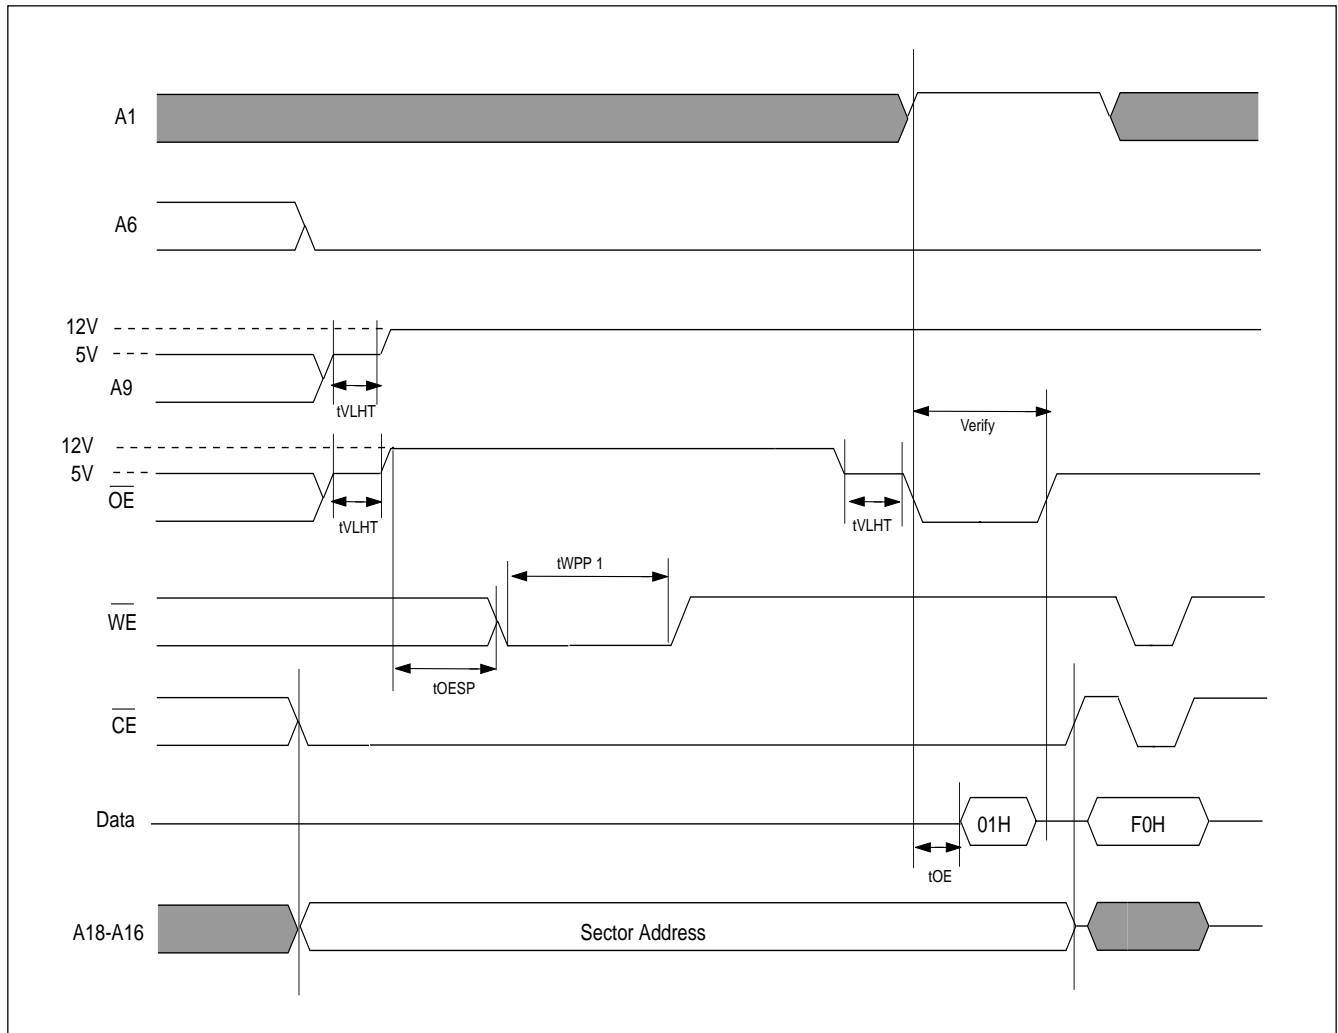 A1
A6
12V
5V
A9
tVLHT
Verify
12V
5V
OE
tVLHT
tVLHT
tWPP 1
WE
tOESP
CE
Data
01H
F0H
tOE
A18-A16
Sector Address